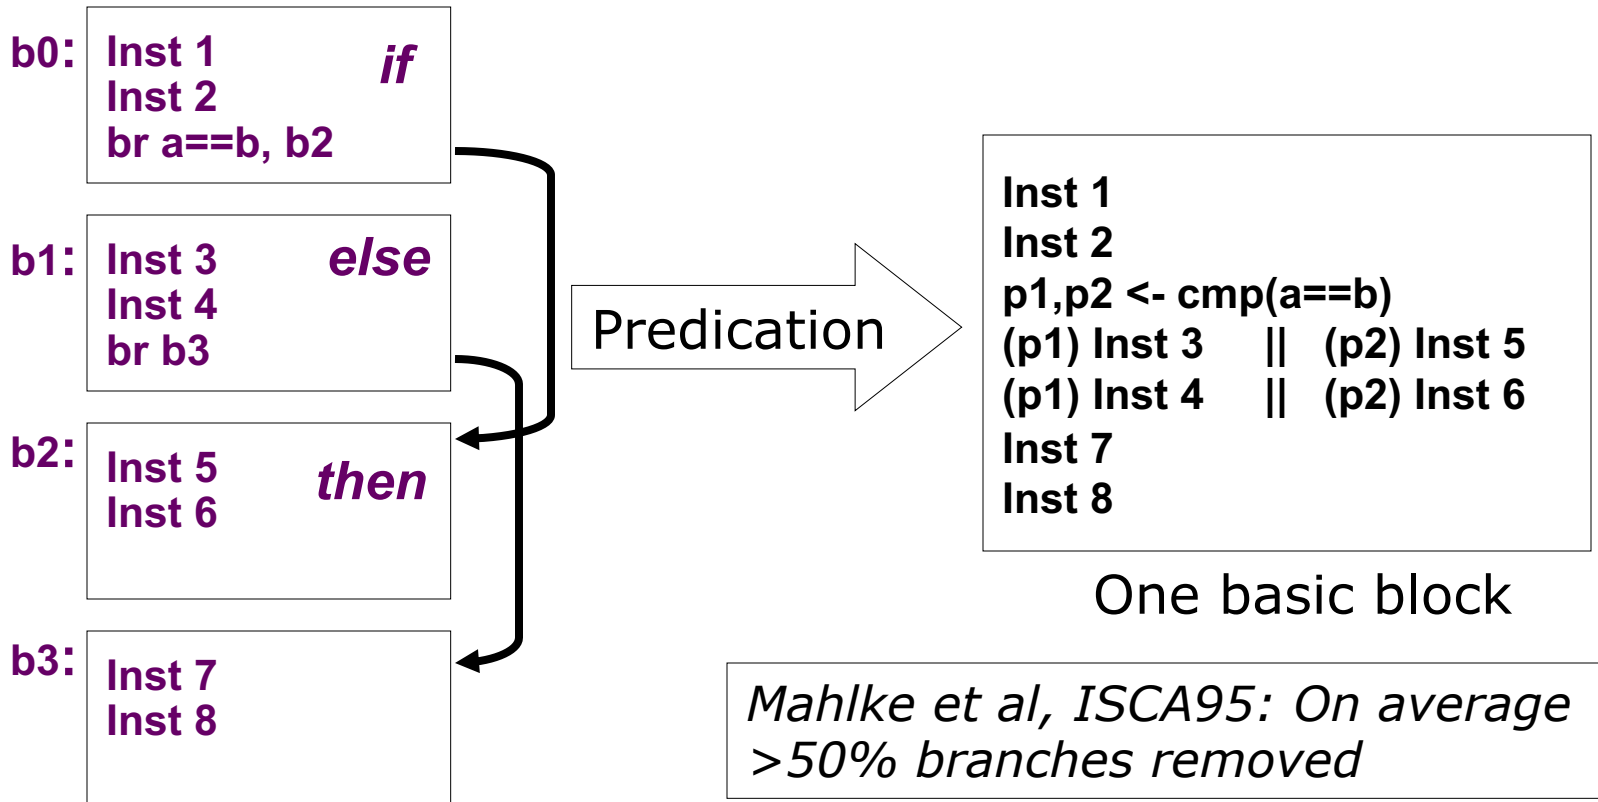 b0:
Inst 1 if
Inst 2
br a==b, b2
b1:
Inst 3 else
Inst 4
br b3
b2:
Inst 5 then
Inst 6
b3:
Inst 7
Inst 8
Predication
Inst 1
Inst 2
p1,p2 <- cmp(a==b)
(p1) Inst 3 || (p2) Inst 5
(p1) Inst 4 || (p2) Inst 6
Inst 7
Inst 8
One basic block
Mahlke et al, ISCA95: On average
>50% branches removed